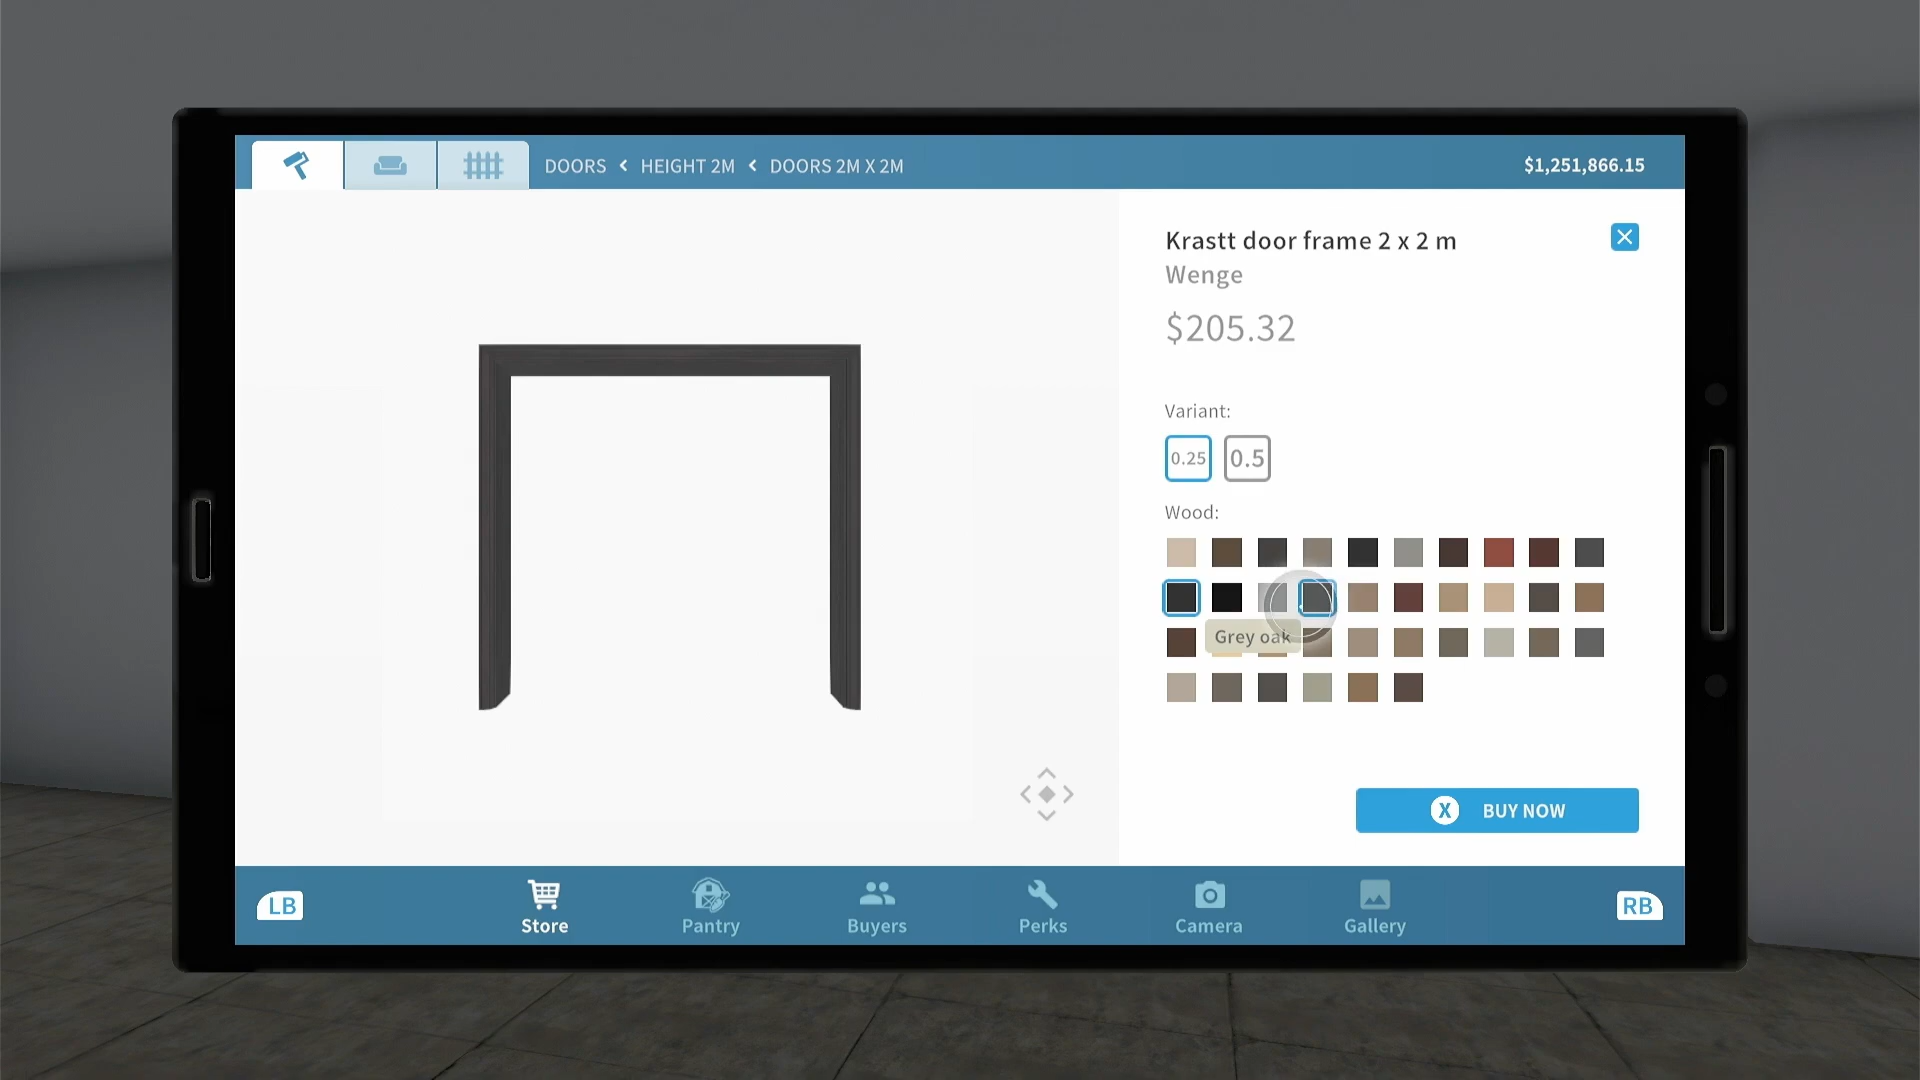 DOORS < HEIGHT 2M < DOORS 2M X 2M
$1,251,866.15
Krastt door frame 2 x 2 m
Wenge
$205.32
Variant:
0.25 0.5
Wood:
Grey oak
X BUY NOW
LB
Store
Pantry
Buyers
Perks
Camera
Gallery
RB